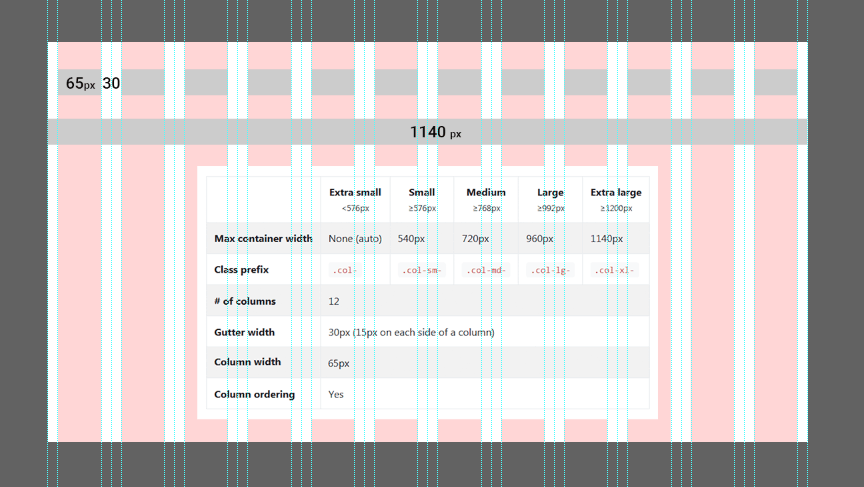 65px 30
1140 px
Extra small Small Medium Large Extra large
<576px ≥576px ≥768px ≥992px ≥1200px
Max container width None (auto) 540px 720px 960px 1140px
Class prefix .col- .col-sm- .col-md- .col-lg- .col-xl-
# of columns 12
Gutter width 30px (15px on each side of a column)
Column width 65px
Column ordering Yes